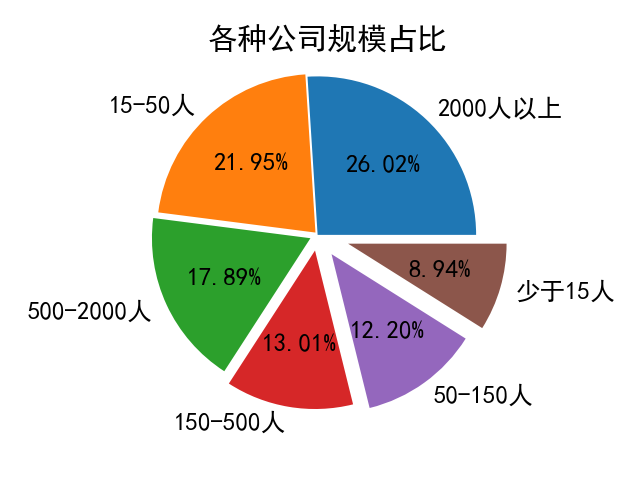 各种公司规模占比
15-50人
2000人以上
21.95%
26.02%
17.89%
8.94%
500-2000人
少于15人
13.01%
12.20%
150-500人
50-150人